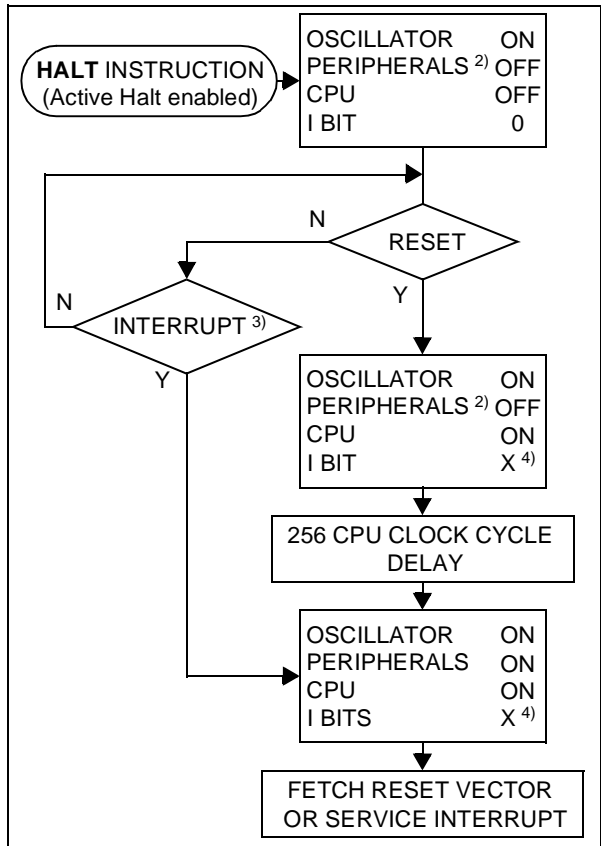 HALT INSTRUCTION
(Active Halt enabled)
OSCILLATOR ON
PERIPHERALS 2) OFF
CPU OFF
I BIT 0
N
RESET
Y
N
INTERRUPT 3)
Y
OSCILLATOR ON
PERIPHERALS 2) OFF
CPU ON
I BIT X 4)
256 CPU CLOCK CYCLE
DELAY
OSCILLATOR ON
PERIPHERALS ON
CPU ON
I BITS X 4)
FETCH RESET VECTOR
OR SERVICE INTERRUPT